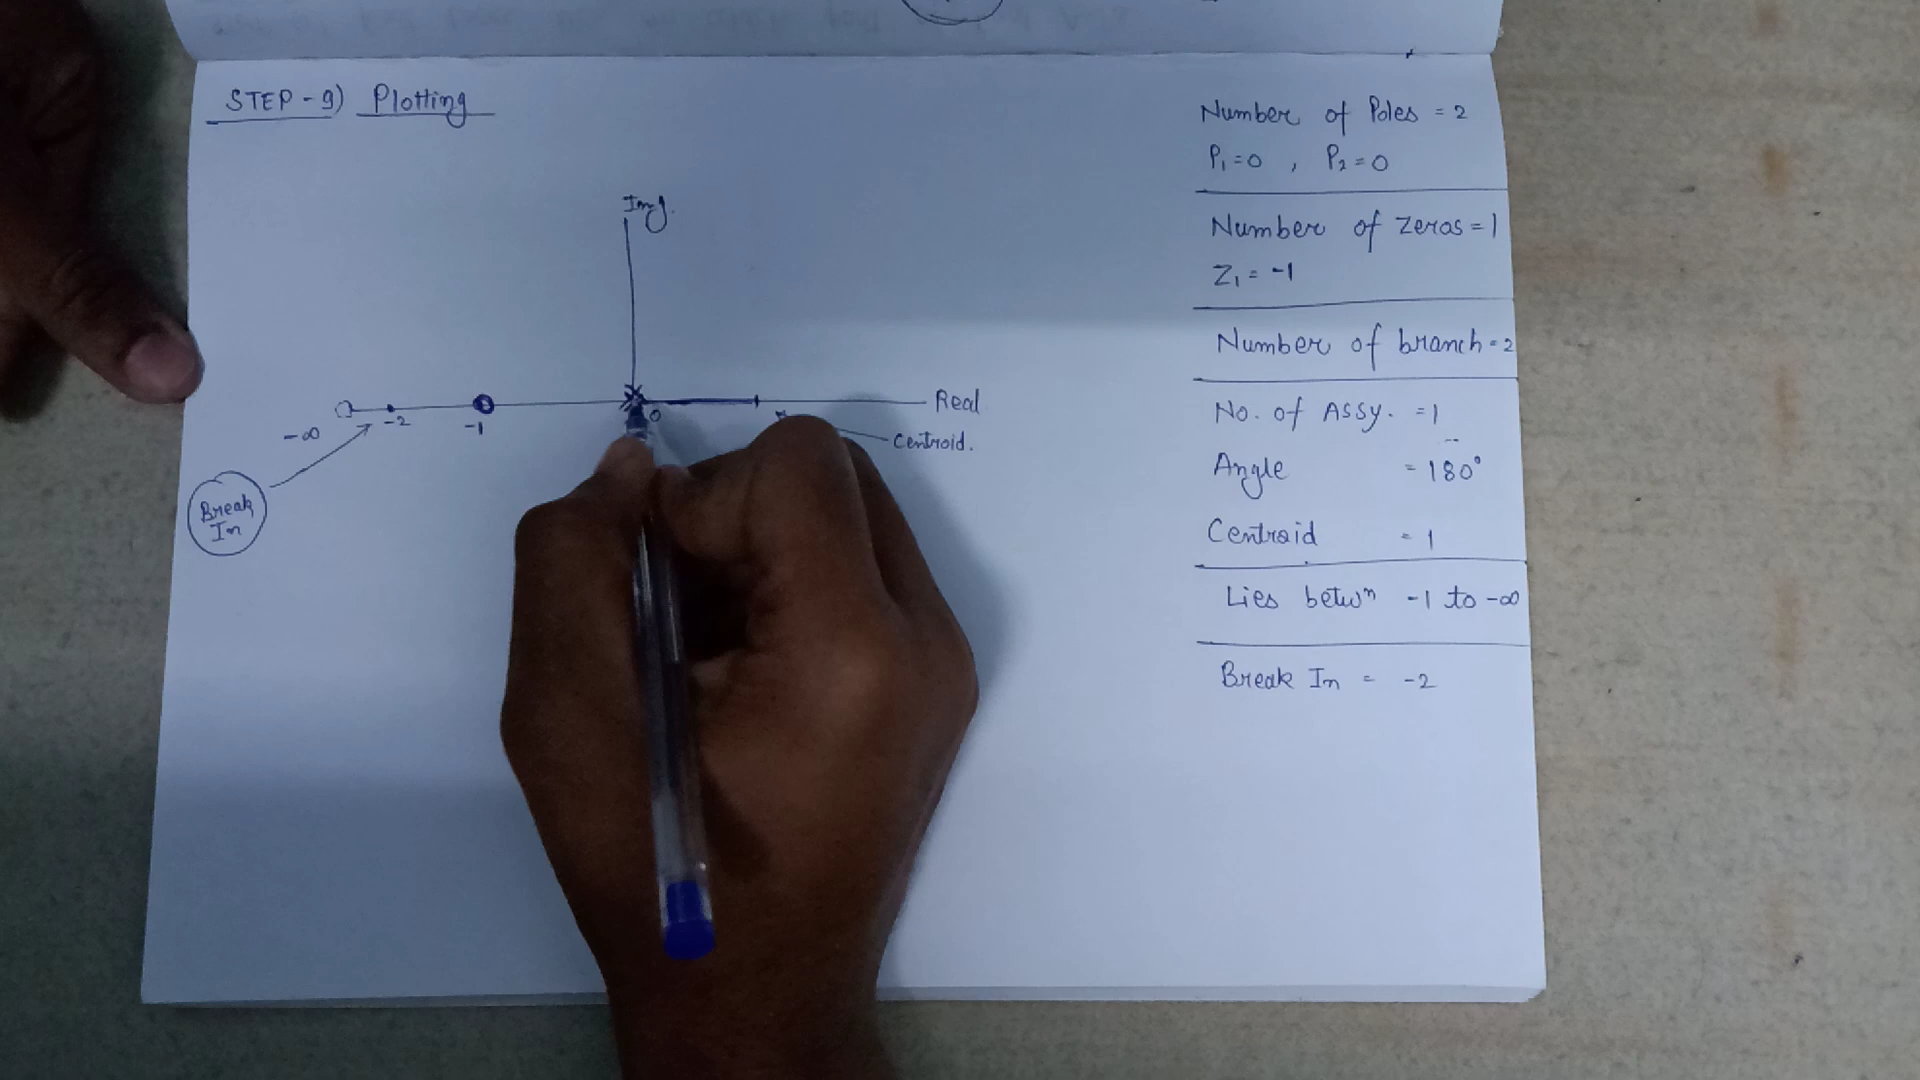 STEP-9) Plotting
Img.
Real
0
-1
-2
-∞
Centroid.
Break
In
Number of Poles = 2
P₁=0 , P₂=0
Number of Zeros=1
Z₁ = -1
Number of branch=2
No. of Assy. =1
Angle = 180°
Centroid = 1
Lies betwⁿ -1 to -∞
Break In = -2